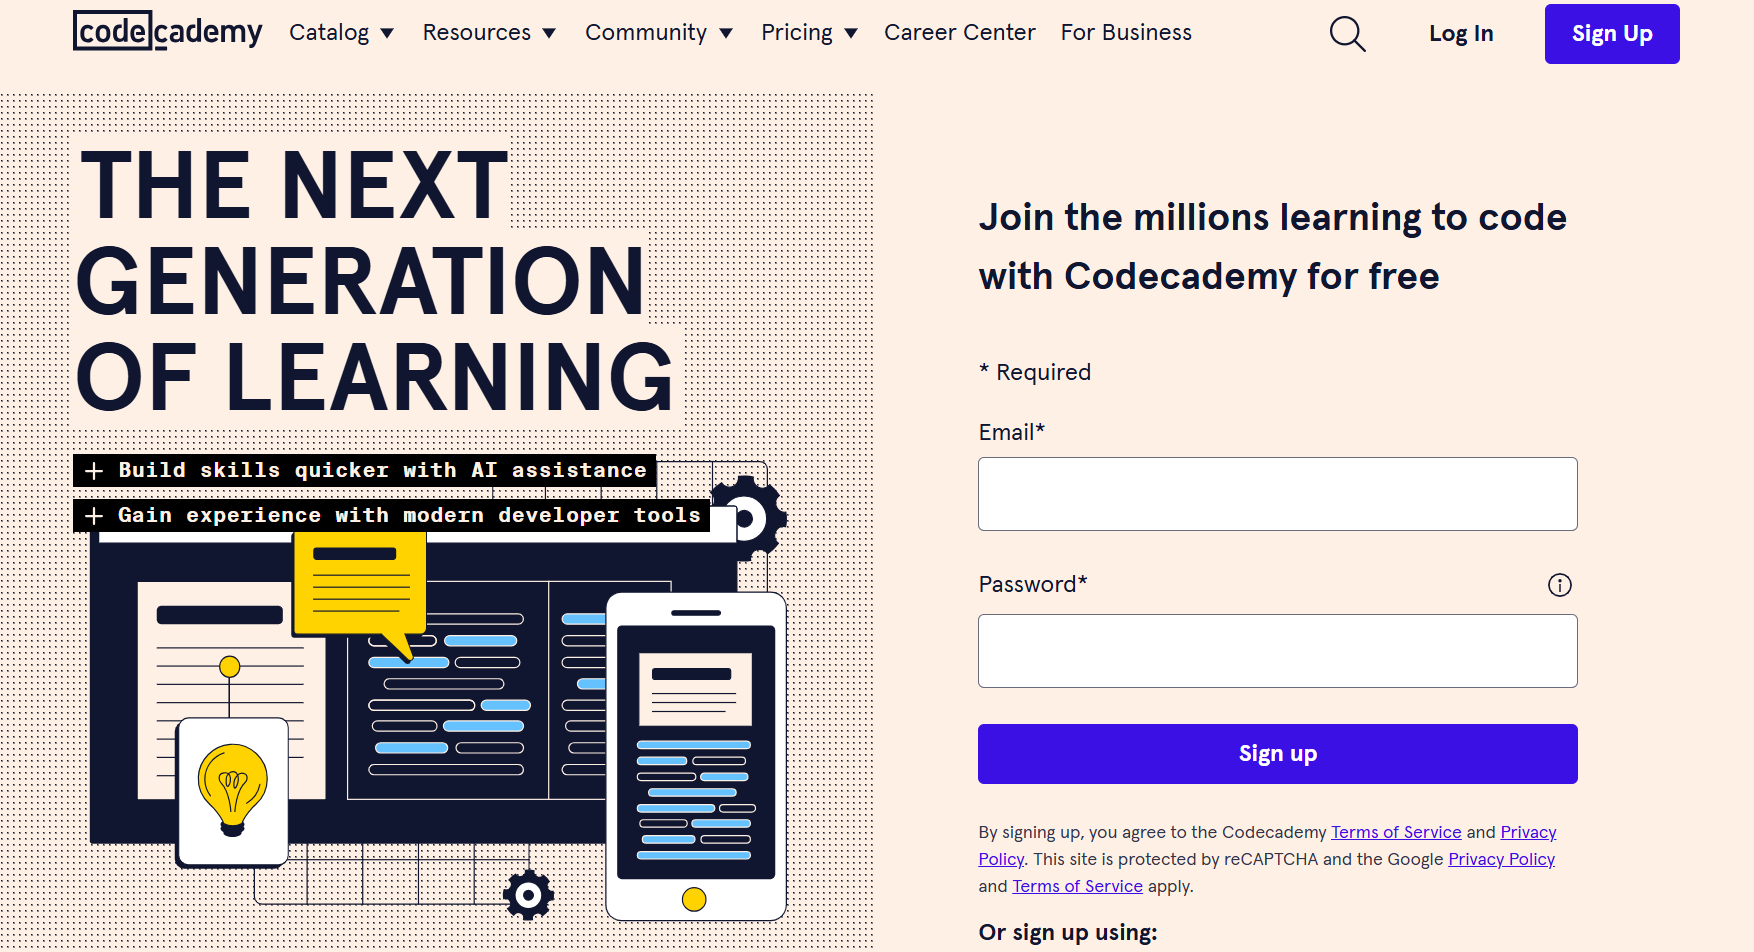 codecademy
Catalog
Resources
Community
Pricing
Career Center
For Business
Log In
Sign Up
THE NEXT
GENERATION
OF LEARNING
+ Build skills quicker with AI assistance
+ Gain experience with modern developer tools
Join the millions learning to code
with Codecademy for free
* Required
Email*
Password*
Sign up
By signing up, you agree to the Codecademy Terms of Service and Privacy
Policy. This site is protected by reCAPTCHA and the Google Privacy Policy
and Terms of Service apply.
Or sign up using: